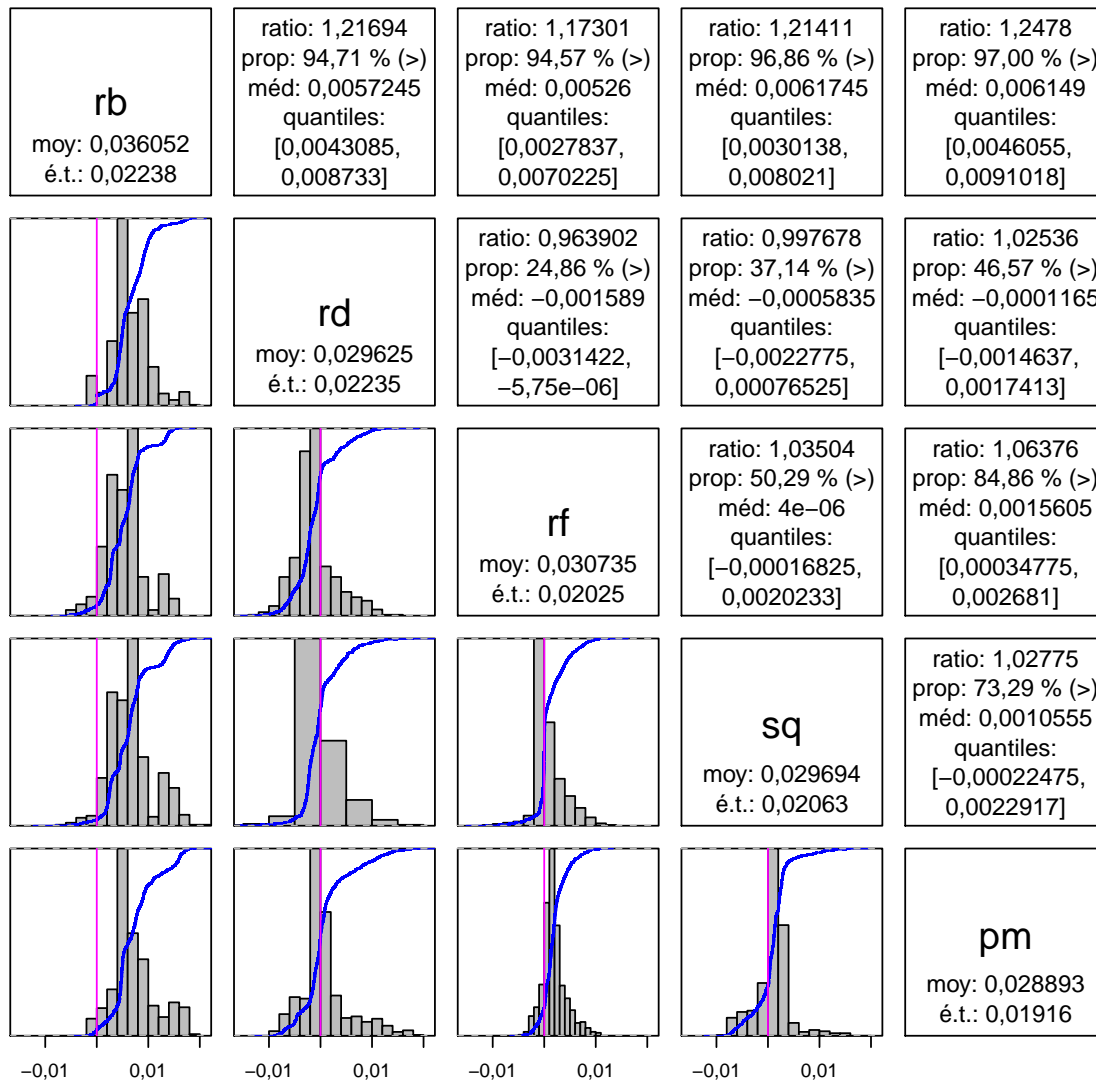 rb
moy: 0,036052
é.t.: 0,02238
ratio: 1,21694
prop: 94,71 % (>)
méd: 0,0057245
quantiles:
[0,0043085,
0,008733]
ratio: 1,17301
prop: 94,57 % (>)
méd: 0,00526
quantiles:
[0,0027837,
0,0070225]
ratio: 1,21411
prop: 96,86 % (>)
méd: 0,0061745
quantiles:
[0,0030138,
0,008021]
ratio: 1,2478
prop: 97,00 % (>)
méd: 0,006149
quantiles:
[0,0046055,
0,0091018]
rd
moy: 0,029625
é.t.: 0,02235
ratio: 0,963902
prop: 24,86 % (>)
méd: −0,001589
quantiles:
[−0,0031422,
−5,75e−06]
ratio: 0,997678
prop: 37,14 % (>)
méd: −0,0005835
quantiles:
[−0,0022775,
0,00076525]
ratio: 1,02536
prop: 46,57 % (>)
méd: −0,0001165
quantiles:
[−0,0014637,
0,0017413]
rf
moy: 0,030735
é.t.: 0,02025
ratio: 1,03504
prop: 50,29 % (>)
méd: 4e−06
quantiles:
[−0,00016825,
0,0020233]
ratio: 1,06376
prop: 84,86 % (>)
méd: 0,0015605
quantiles:
[0,00034775,
0,002681]
sq
moy: 0,029694
é.t.: 0,02063
ratio: 1,02775
prop: 73,29 % (>)
méd: 0,0010555
quantiles:
[−0,00022475,
0,0022917]
pm
moy: 0,028893
é.t.: 0,01916
−0,01 0,01 −0,01 0,01 −0,01 0,01 −0,01 0,01